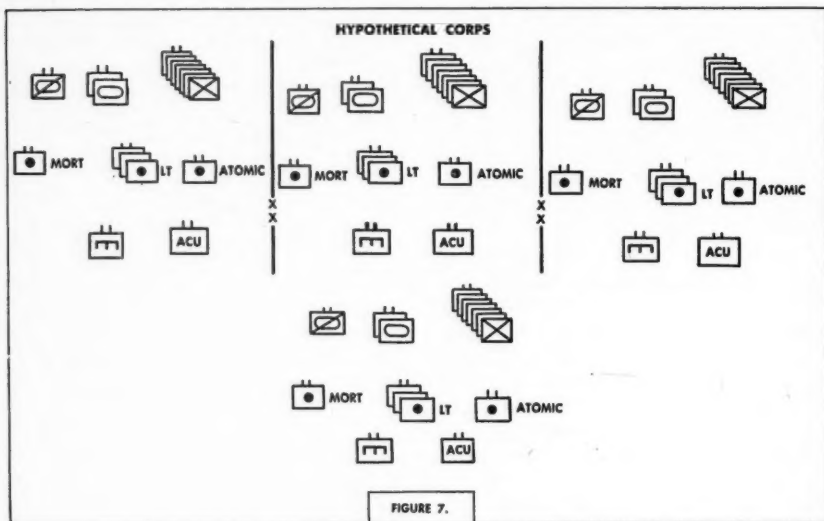 HYPOTHETICAL CORPS
MORT LT ATOMIC MORT LT ATOMIC MORT LT ATOMIC
X X
X X
ACU ACU ACU
MORT LT ATOMIC
ACU
FIGURE 7.